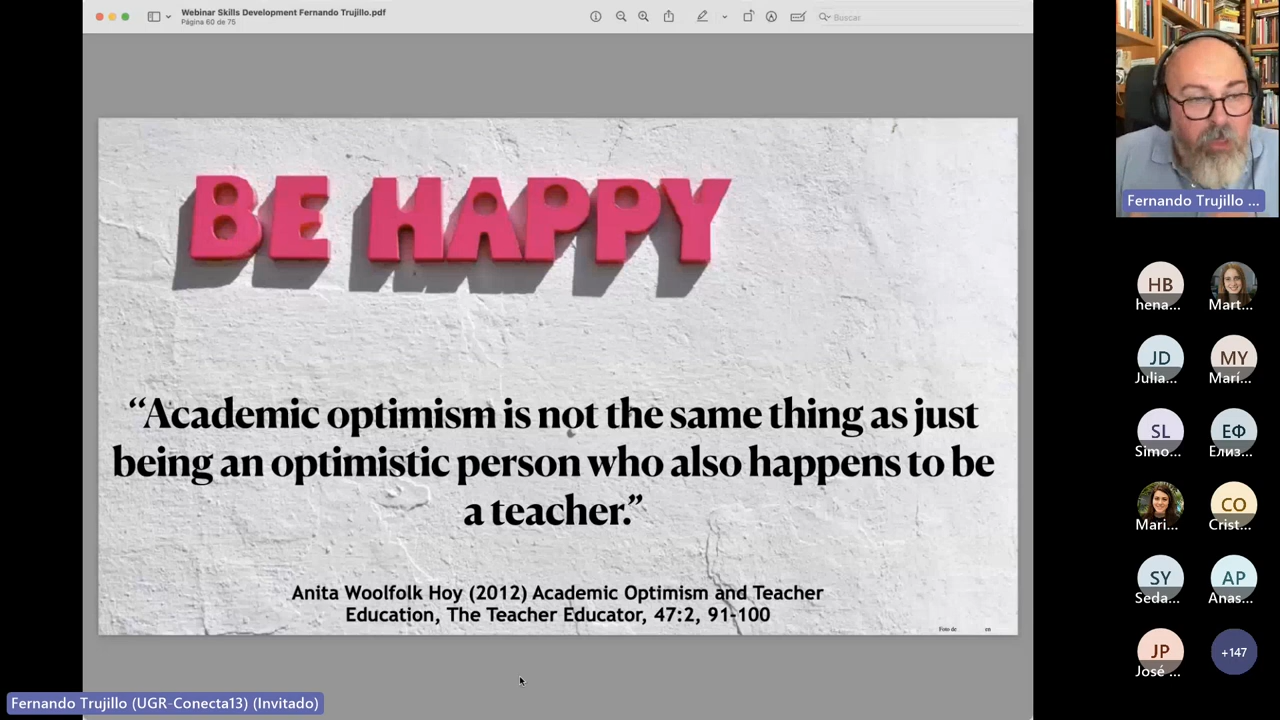 Webinar Skills Development Fernando Trujillo.pdf
Página 60 de 75
Buscar
BE HAPPY
“Academic optimism is not the same thing as just
being an optimistic person who also happens to be
a teacher.”
Anita Woolfolk Hoy (2012) Academic Optimism and Teacher
Education, The Teacher Educator, 47:2, 91-100
Foto de en
Fernando Trujillo (UGR-Conecta13) (Invitado)
Fernando Trujillo ...
HB
hena...
Mart...
JD
Julia...
MY
Marí...
SL
Simo...
ЕФ
Елиз...
Mari...
CO
Crist...
SY
Seda...
AP
Anas...
JP
José ...
+147